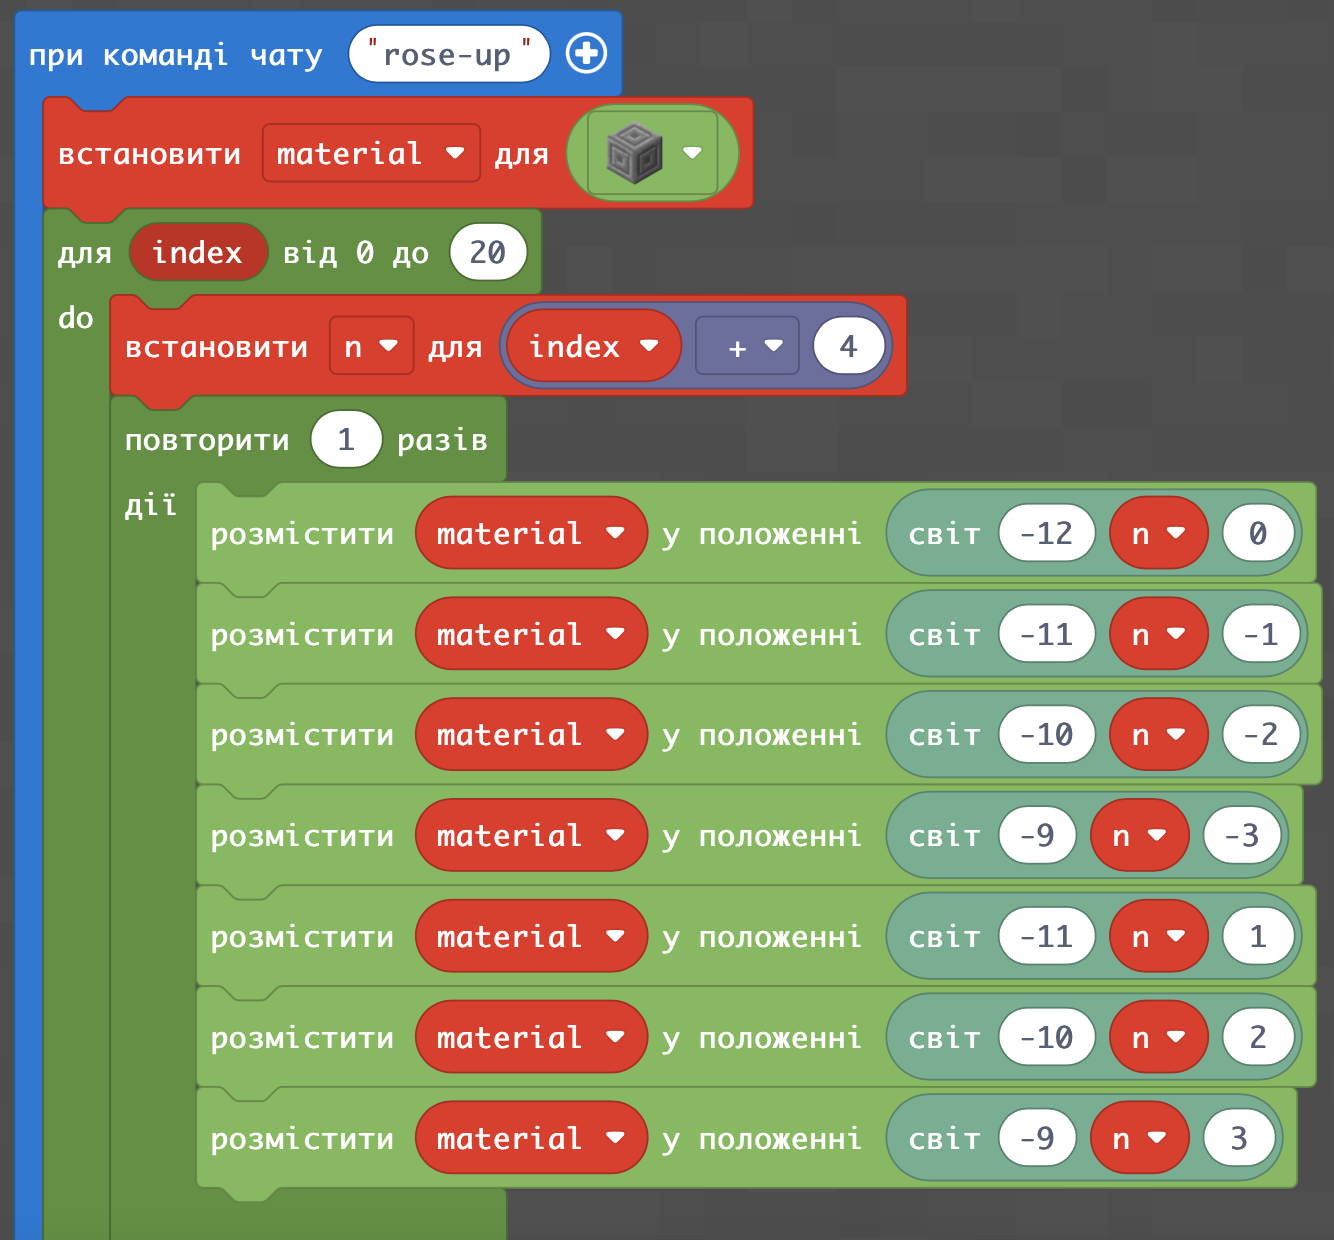 при команді чату "rose-up"
встановити material для
для index від 0 до 20
do
встановити n для index + 4
повторити 1 разів
дії
розмістити material у положенні світ -12 n 0
розмістити material у положенні світ -11 n -1
розмістити material у положенні світ -10 n -2
розмістити material у положенні світ -9 n -3
розмістити material у положенні світ -11 n 1
розмістити material у положенні світ -10 n 2
розмістити material у положенні світ -9 n 3